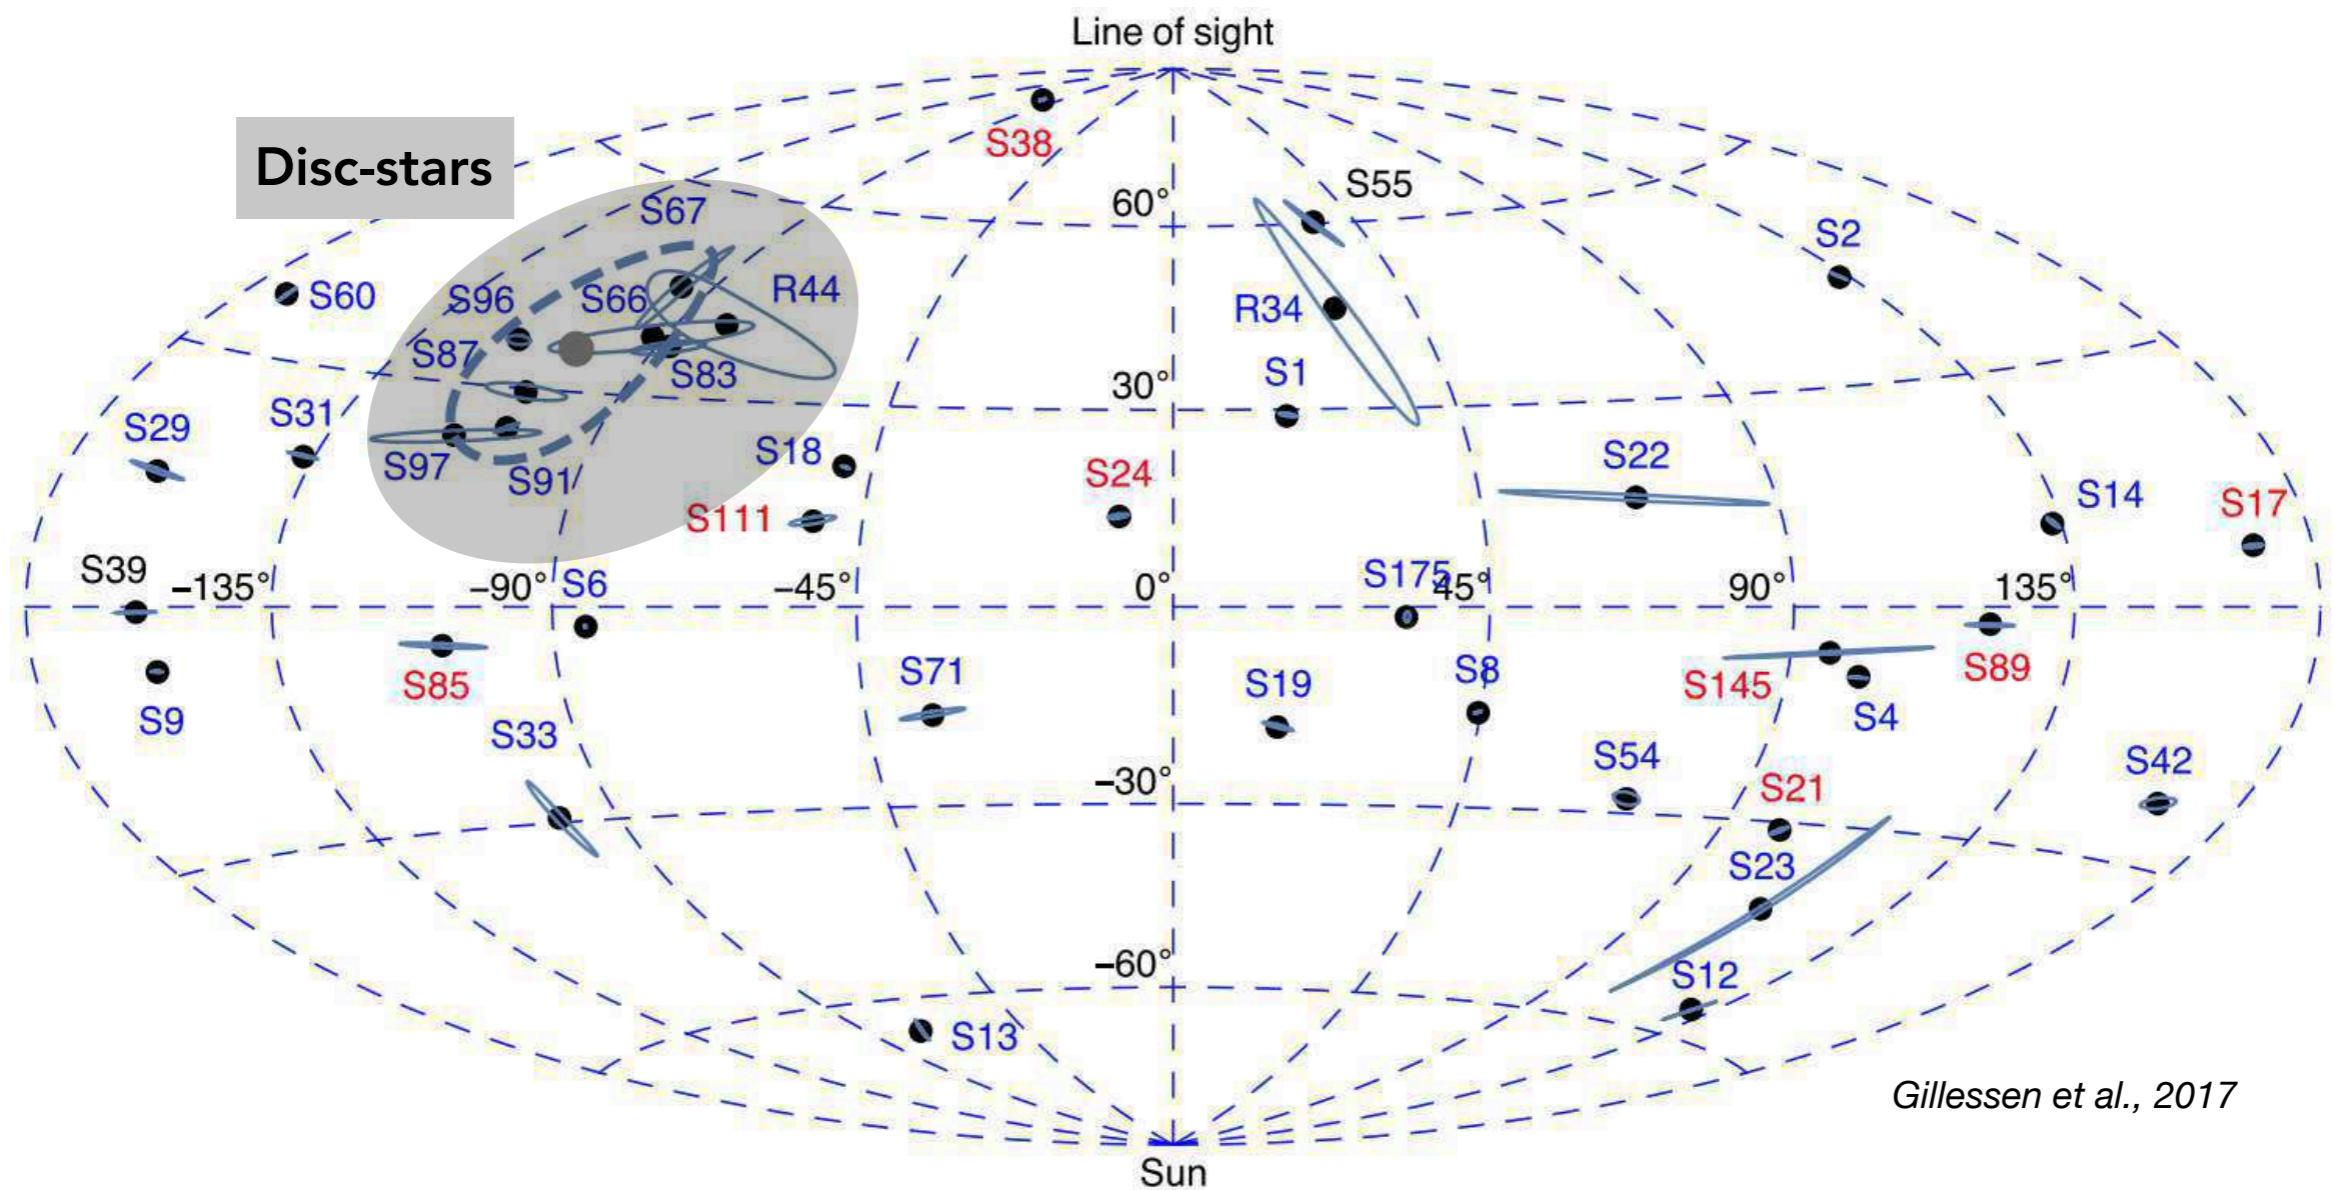 Line of sight
S38
Disc-stars
S55
60°
S67
S2
S60
S96
S66
R44
R34
S87
S83
S1
30°
S29
S31
S97
S91
S18
S24
S22
S111
S14
S17
S39
−135°
−90°
S6
−45°
0°
S175
45°
90°
135°
S85
S9
S71
S19
S8
S145
S89
S4
S33
−30°
S54
S21
S42
S23
−60°
S12
S13
Gillessen et al., 2017
Sun